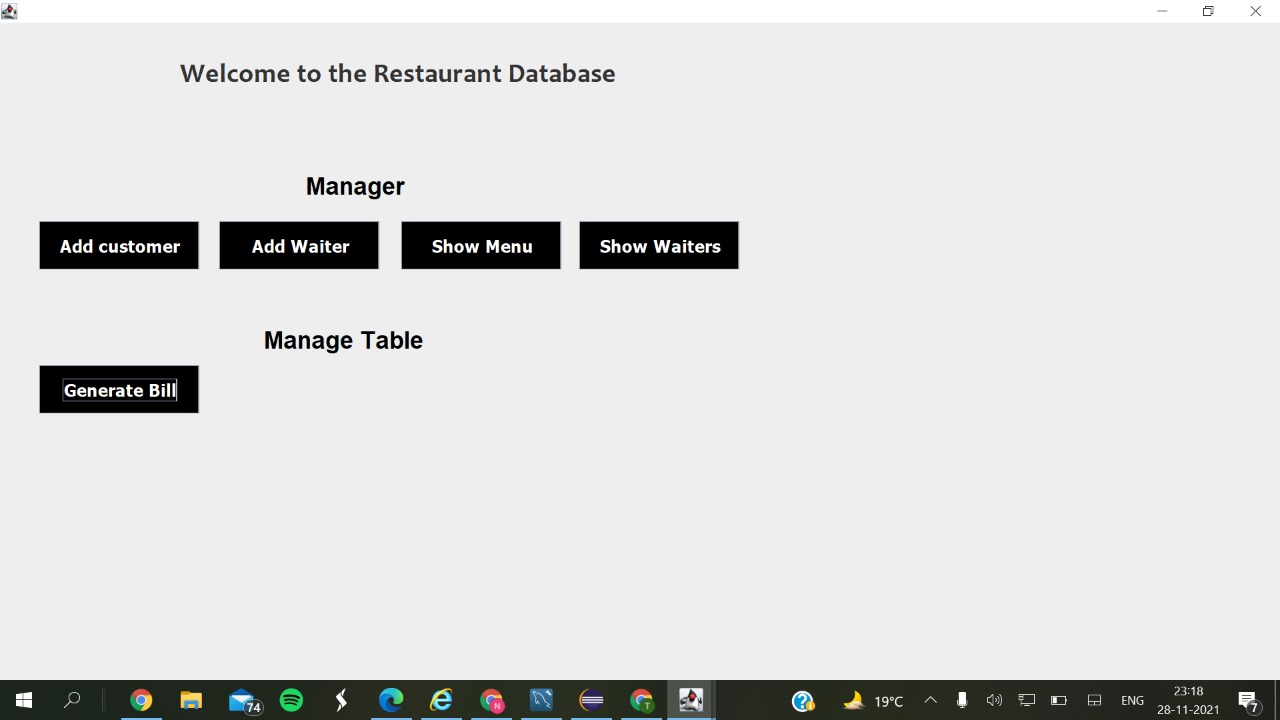 Welcome to the Restaurant Database
Manager
Add customer Add Waiter Show Menu Show Waiters
Manage Table
Generate Bill
74 N T 19°C ENG 23:18
28-11-2021 7